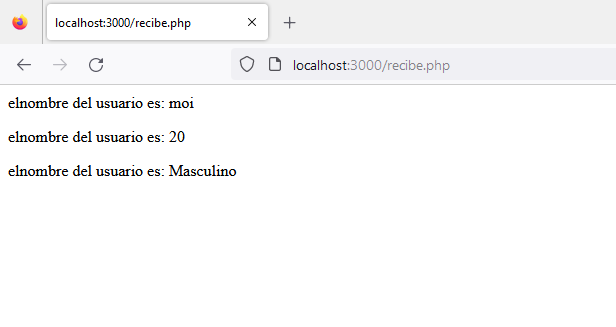 localhost:3000/recibe.php
localhost:3000/recibe.php
elnombre del usuario es: moi
elnombre del usuario es: 20
elnombre del usuario es: Masculino